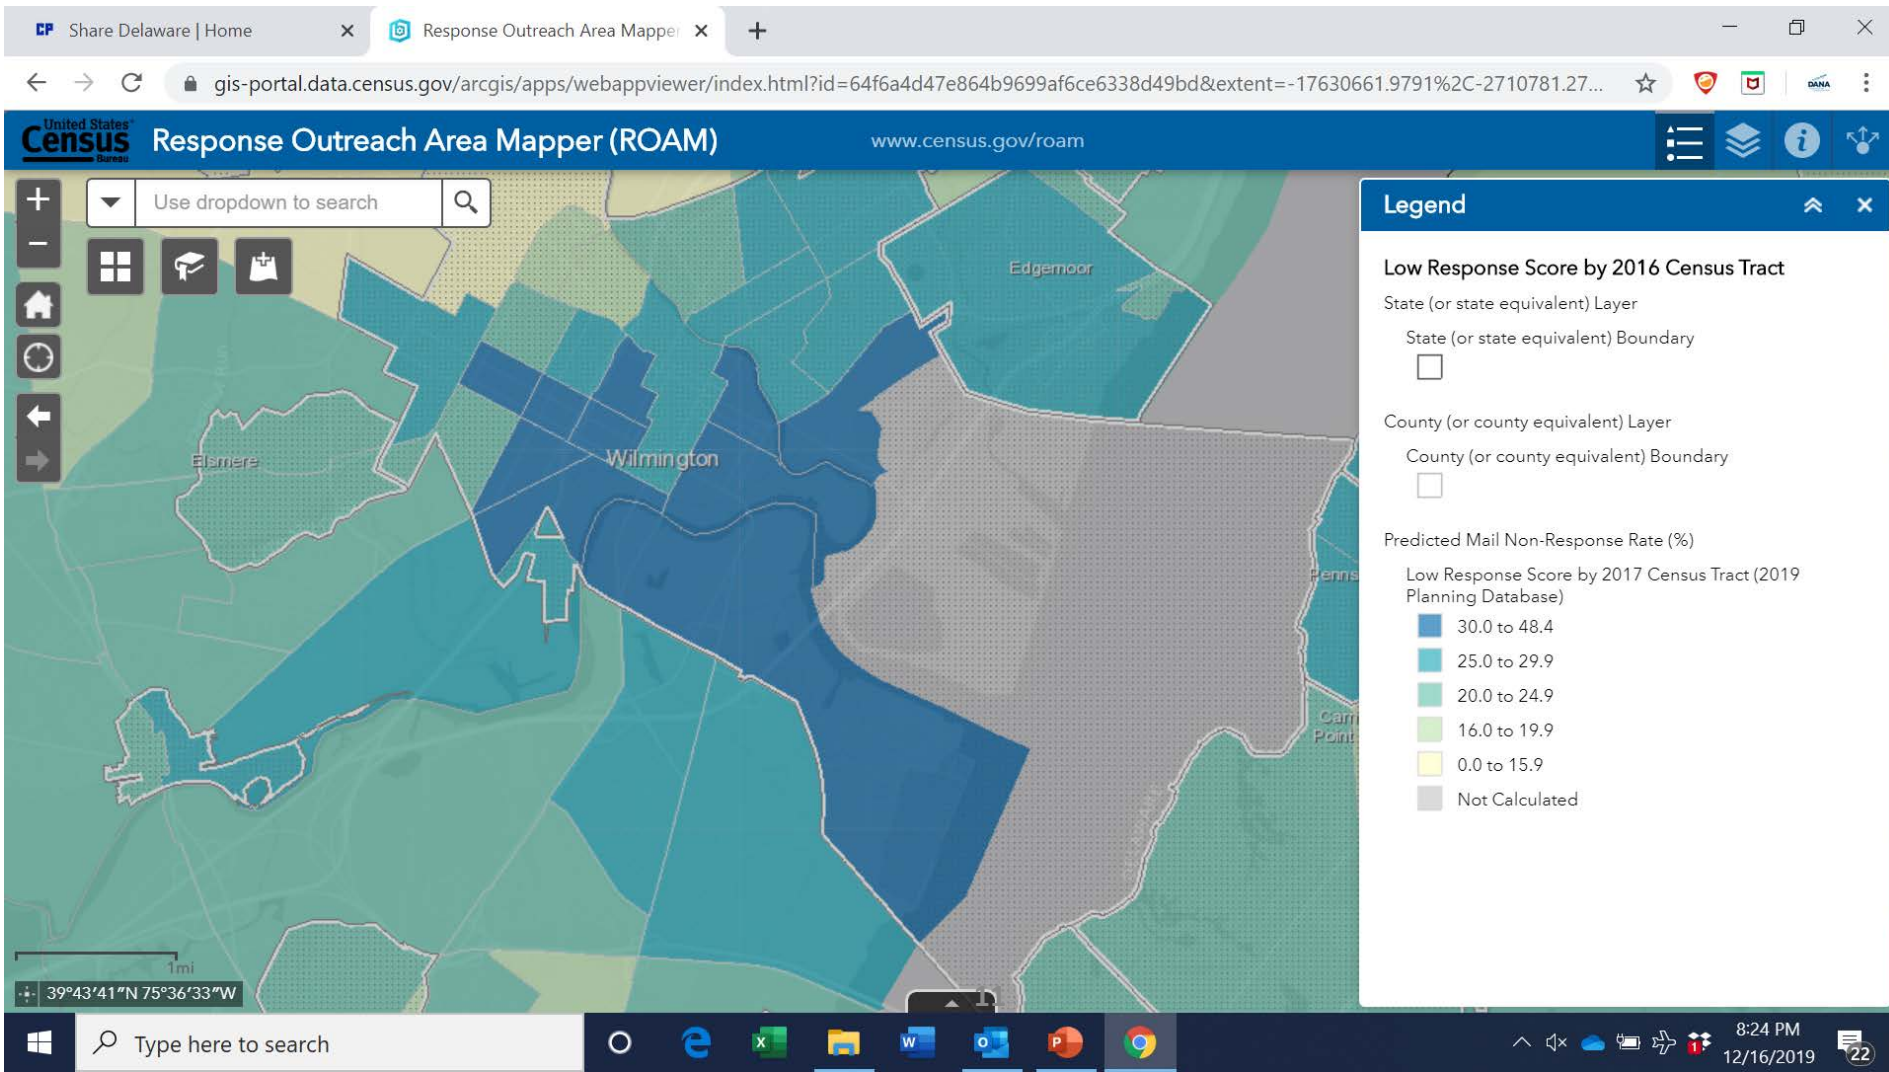 Share Delaware | Home
Response Outreach Area Mapper
gis-portal.data.census.gov/arcgis/apps/webappviewer/index.html?id=64f6a4d47e864b9699af6ce6338d49bd&extent=-17630661.9791%2C-2710781.27...
DANA
United States®
Census
Bureau
Response Outreach Area Mapper (ROAM)
www.census.gov/roam
Use dropdown to search
Legend
Low Response Score by 2016 Census Tract
State (or state equivalent) Layer
State (or state equivalent) Boundary
County (or county equivalent) Layer
County (or county equivalent) Boundary
Predicted Mail Non-Response Rate (%)
Low Response Score by 2017 Census Tract (2019
Planning Database)
30.0 to 48.4
25.0 to 29.9
20.0 to 24.9
16.0 to 19.9
0.0 to 15.9
Not Calculated
Edgemoor
Elsmere
Wilmington
Penns
Carn
Point
1mi
39°43'41"N 75°36'33"W
11
Type here to search
8:24 PM
12/16/2019
22